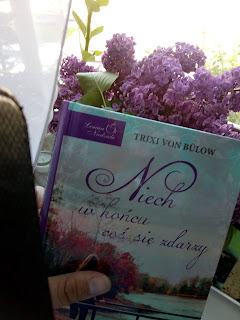 TRIXI VON BÜLOW
Niech
w końcu
coś się zdarzy